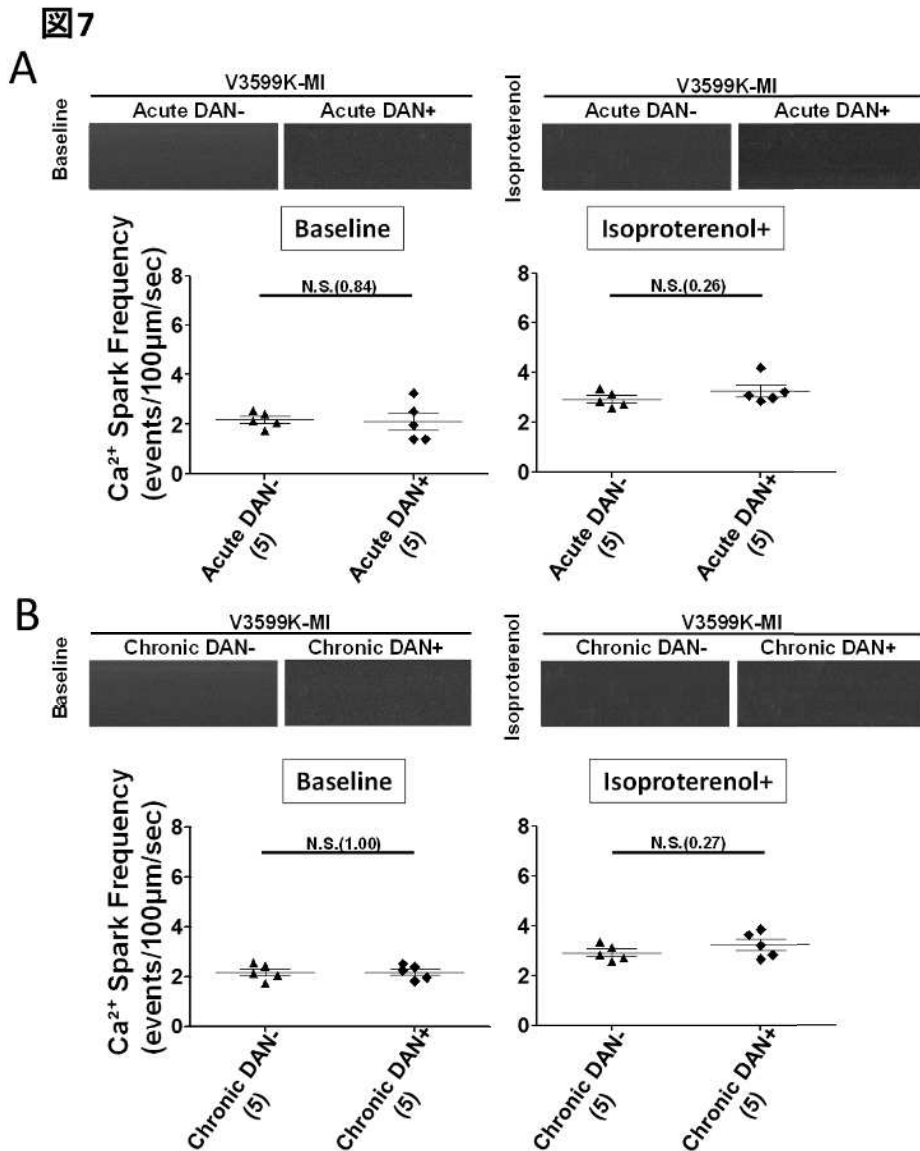 図7
A
V3599K-MI
Acute DAN- Acute DAN+
Baseline
V3599K-MI
Acute DAN- Acute DAN+
Isoproterenol
Baseline
Ca²⁺ Spark Frequency
(events/100μm/sec)
8
6
4
2
0
N.S.(0.84)
Acute DAN-
(5)
Acute DAN+
(5)
Isoproterenol+
8
6
4
2
0
N.S.(0.26)
Acute DAN-
(5)
Acute DAN+
(5)
B
V3599K-MI
Chronic DAN- Chronic DAN+
Baseline
V3599K-MI
Chronic DAN- Chronic DAN+
Isoproterenol
Baseline
Ca²⁺ Spark Frequency
(events/100μm/sec)
8
6
4
2
0
N.S.(1.00)
Chronic DAN-
(5)
Chronic DAN+
(5)
Isoproterenol+
8
6
4
2
0
N.S.(0.27)
Chronic DAN-
(5)
Chronic DAN+
(5)